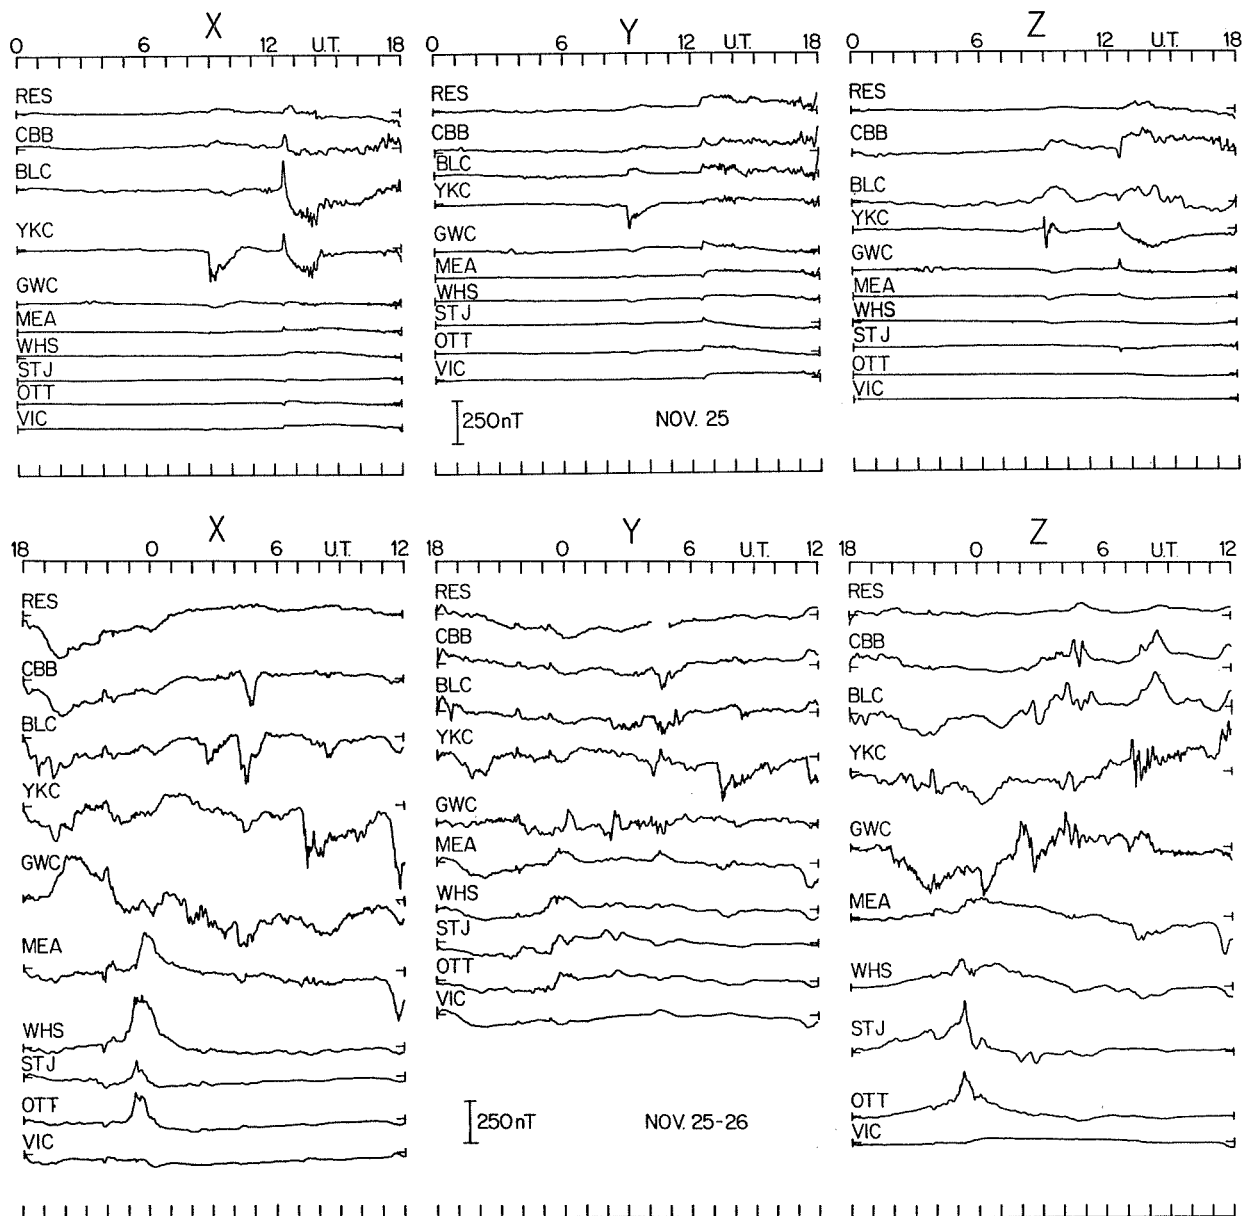 X
0 6 12 U.T. 18
RES
CBB
BLC
YKC
GWC
MEA
WHS
STJ
OTT
VIC
Y
0 6 12 U.T. 18
RES
CBB
BLC
YKC
GWC
MEA
WHS
STJ
OTT
VIC
250nT NOV. 25
Z
0 6 12 U.T. 18
RES
CBB
BLC
YKC
GWC
MEA
WHS
STJ
OTT
VIC
X
18 0 6 U.T. 12
RES
CBB
BLC
YKC
GWC
MEA
WHS
STJ
OTT
VIC
Y
18 0 6 U.T. 12
RES
CBB
BLC
YKC
GWC
MEA
WHS
STJ
OTT
VIC
250nT NOV. 25-26
Z
18 0 6 U.T. 12
RES
CBB
BLC
YKC
GWC
MEA
WHS
STJ
OTT
VIC